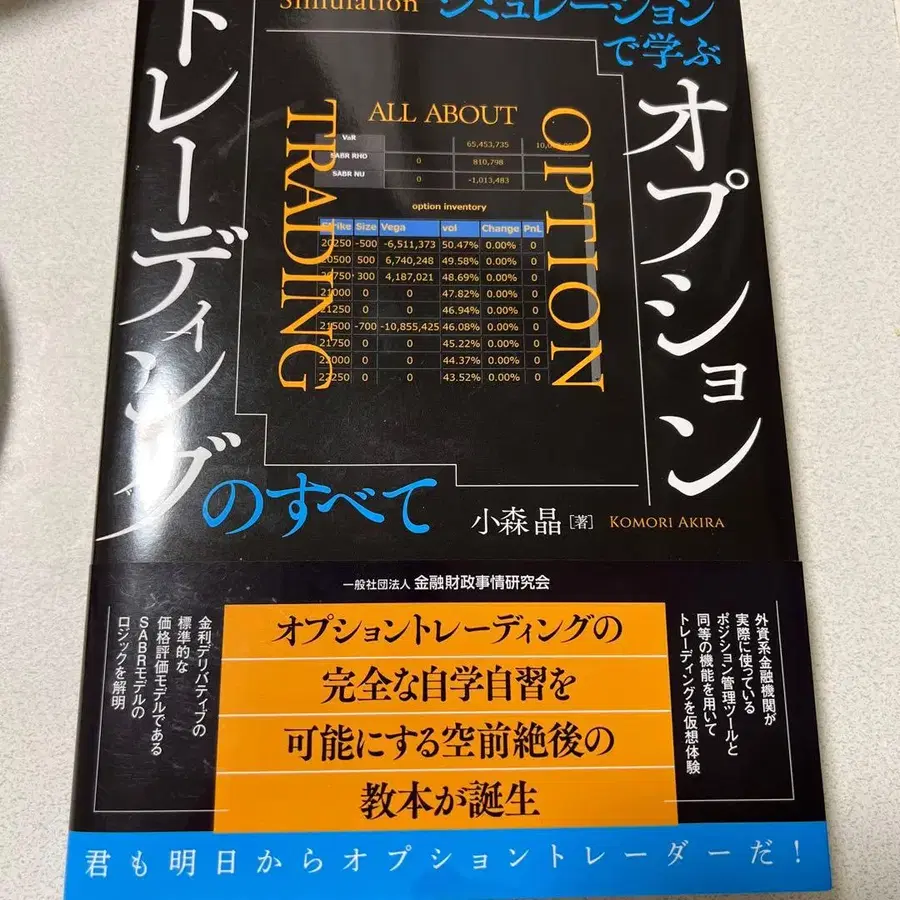 Simulation
シミュレーション
で学ぶ
オプション
トレーディング
のすべて
ALL ABOUT
OPTION
TRADING
VaR 65,453,735
SABR RHO 0 810,798
SABR NU 0 -1,013,483
option inventory
Strike Size Vega vol Change PnL
20250 -500 -6,511,373 50.47% 0.00% 0
20500 500 6,740,248 49.58% 0.00% 0
20750 300 4,187,021 48.69% 0.00% 0
21000 0 0 47.82% 0.00% 0
21250 0 0 46.94% 0.00% 0
21500 -700 -10,855,425 46.08% 0.00% 0
21750 0 0 45.22% 0.00% 0
22000 0 0 44.37% 0.00% 0
22250 0 0 43.52% 0.00% 0
小森 晶 [著] KOMORI AKIRA
一般社団法人 金融財政事情研究会
外資系金融機関が
実際に使っている
ポジション管理ツールと
同等の機能を用いて
トレーディングを仮想体験
オプショントレーディングの
完全な自学自習を
可能にする空前絶後の
教本が誕生
金利デリバティブの
標準的な
価格評価モデルである
SABRモデルの
ロジックを解明
君も明日からオプショントレーダーだ！